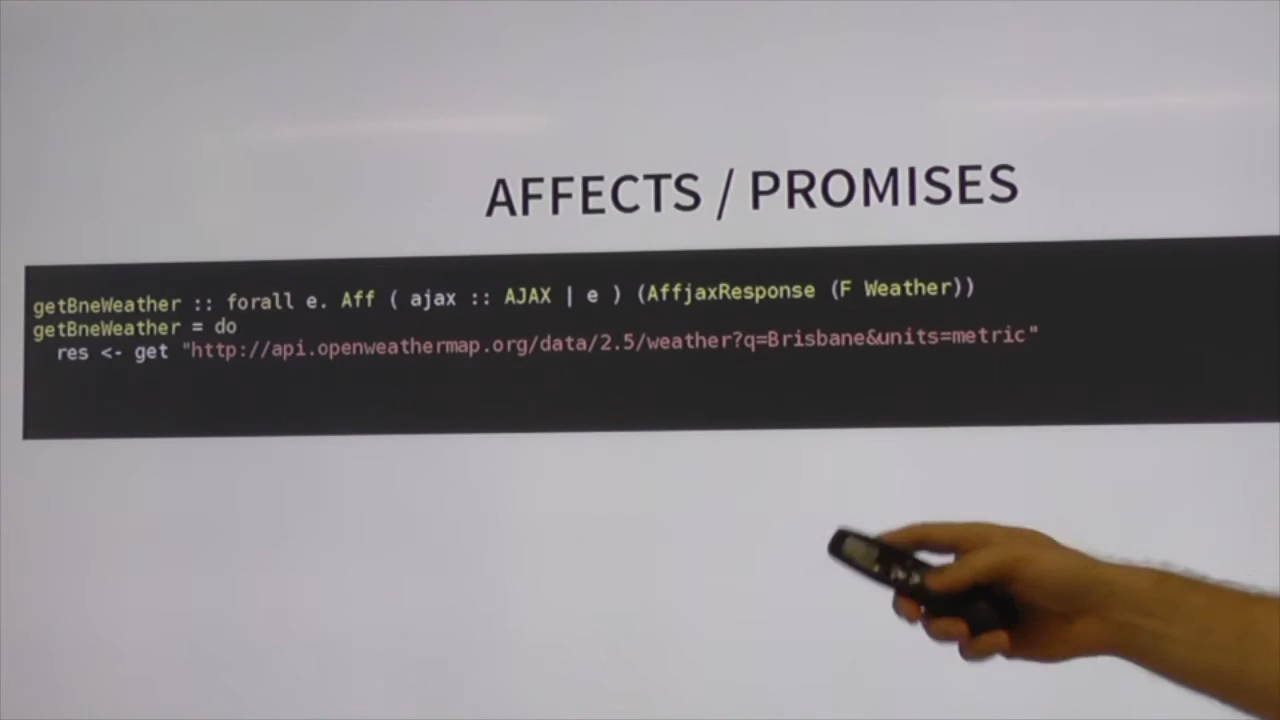 AFFECTS / PROMISES
getBneWeather :: forall e. Aff ( ajax :: AJAX | e ) (AffjaxResponse (F Weather))
getBneWeather = do
  res <- get "http://api.openweathermap.org/data/2.5/weather?q=Brisbane&units=metric"